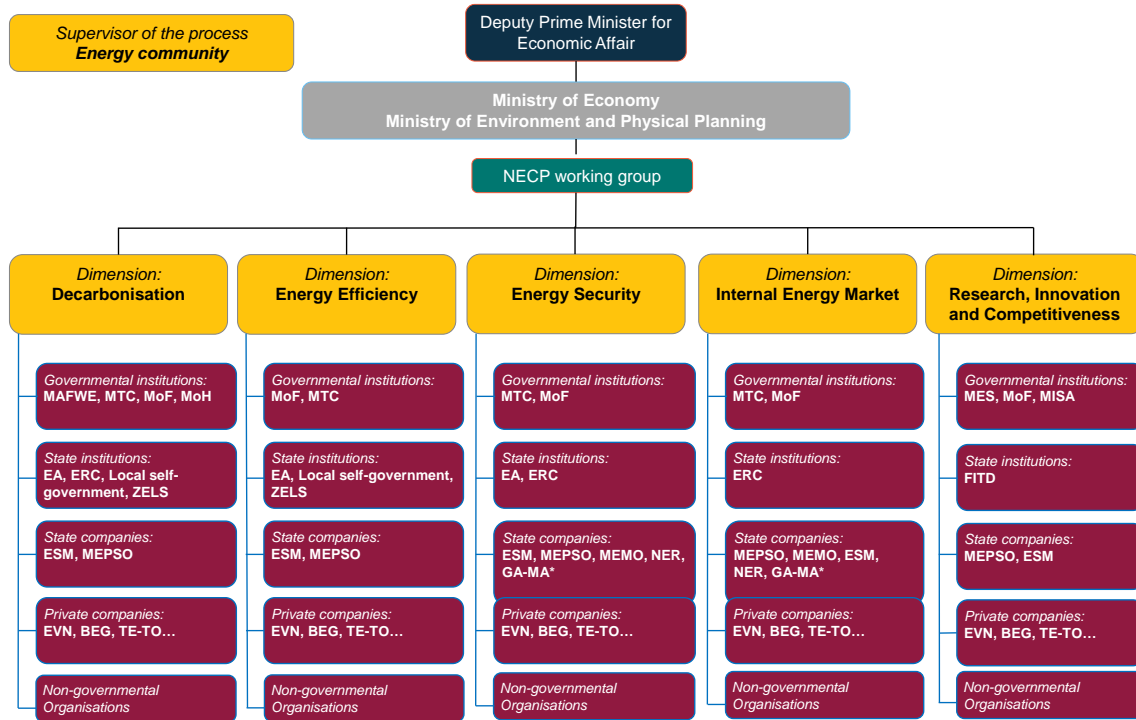 Supervisor of the process
Energy community
Deputy Prime Minister for
Economic Affair
Ministry of Economy
Ministry of Environment and Physical Planning
NECP working group
Dimension:
Decarbonisation
Dimension:
Energy Efficiency
Dimension:
Energy Security
Dimension:
Internal Energy Market
Dimension:
Research, Innovation
and Competitiveness
Governmental institutions:
MAFWE, MTC, MoF, MoH
State institutions:
EA, ERC, Local self-
government, ZELS
State companies:
ESM, MEPSO
Private companies:
EVN, BEG, TE-TO…
Non-governmental
Organisations
Governmental institutions:
MoF, MTC
State institutions:
EA, Local self-government,
ZELS
State companies:
ESM, MEPSO
Private companies:
EVN, BEG, TE-TO…
Non-governmental
Organisations
Governmental institutions:
MTC, MoF
State institutions:
EA, ERC
State companies:
ESM, MEPSO, MEMO, NER,
GA-MA*
Private companies:
EVN, BEG, TE-TO…
Non-governmental
Organisations
Governmental institutions:
MTC, MoF
State institutions:
ERC
State companies:
MEPSO, MEMO, ESM,
NER, GA-MA*
Private companies:
EVN, BEG, TE-TO…
Non-governmental
Organisations
Governmental institutions:
MES, MoF, MISA
State institutions:
FITD
State companies:
MEPSO, ESM
Private companies:
EVN, BEG, TE-TO…
Non-governmental
Organisations